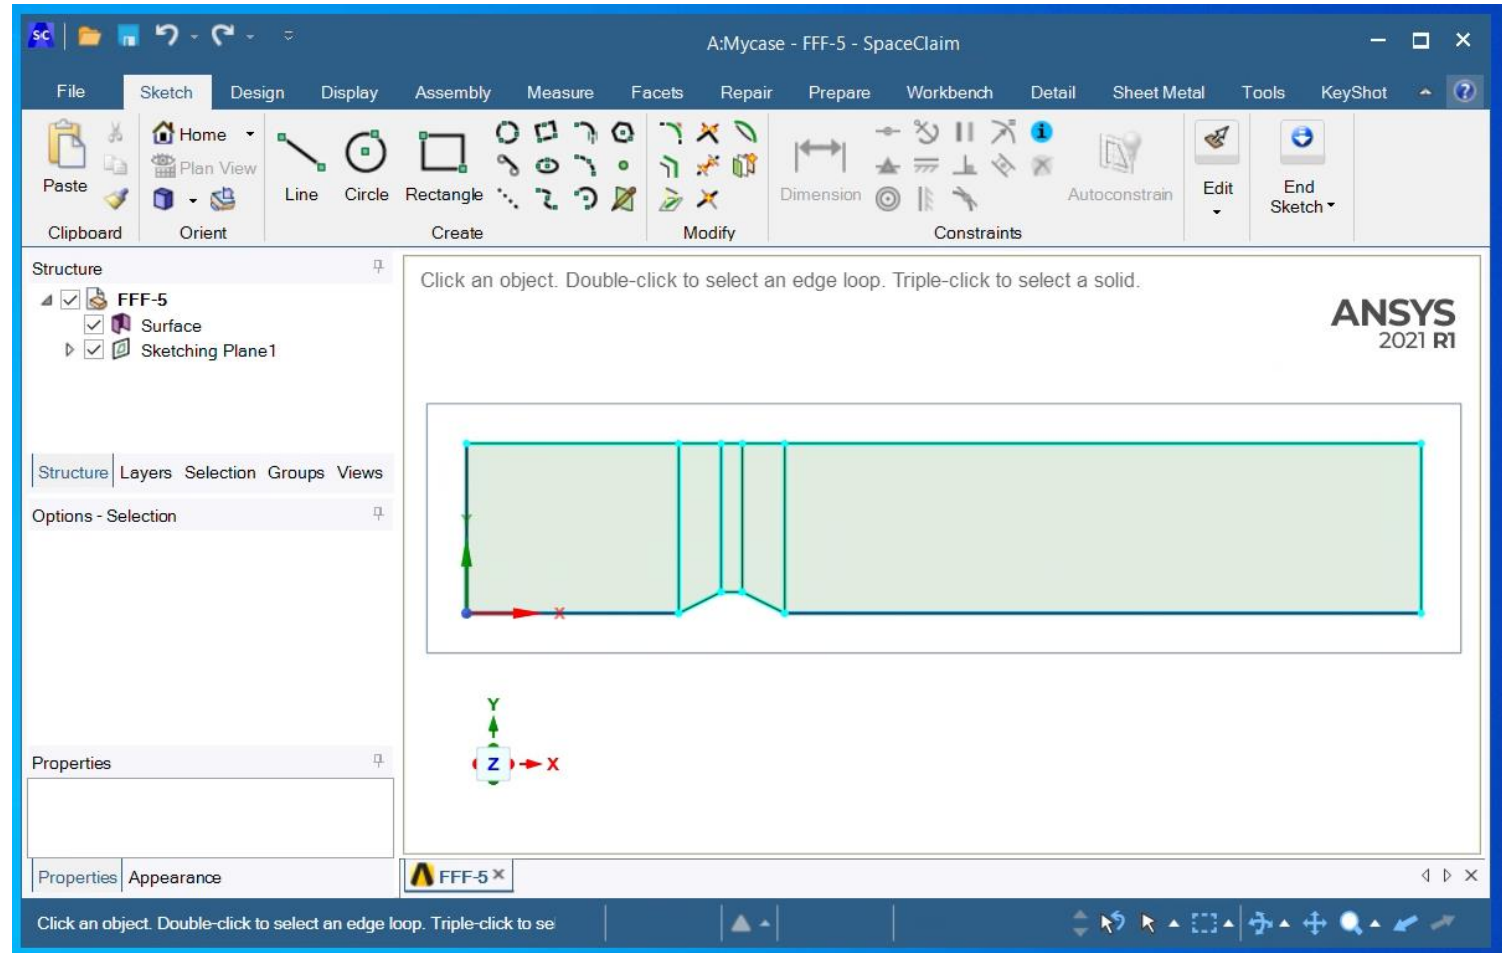 SC
A:Mycase - FFF-5 - SpaceClaim
File Sketch Design Display Assembly Measure Facets Repair Prepare Workbench Detail Sheet Metal Tools KeyShot
Paste
Clipboard
Home
Plan View
Orient
Line Circle Rectangle
Create
Modify
Dimension
Autoconstrain
Constraints
Edit
End
Sketch
Structure
FFF-5
Surface
Sketching Plane1
Structure Layers Selection Groups Views
Options - Selection
Properties
Properties Appearance
Click an object. Double-click to select an edge loop. Triple-click to select a solid.
ANSYS
2021 R1
Y
X
Y
Z X
FFF-5
Click an object. Double-click to select an edge loop. Triple-click to se